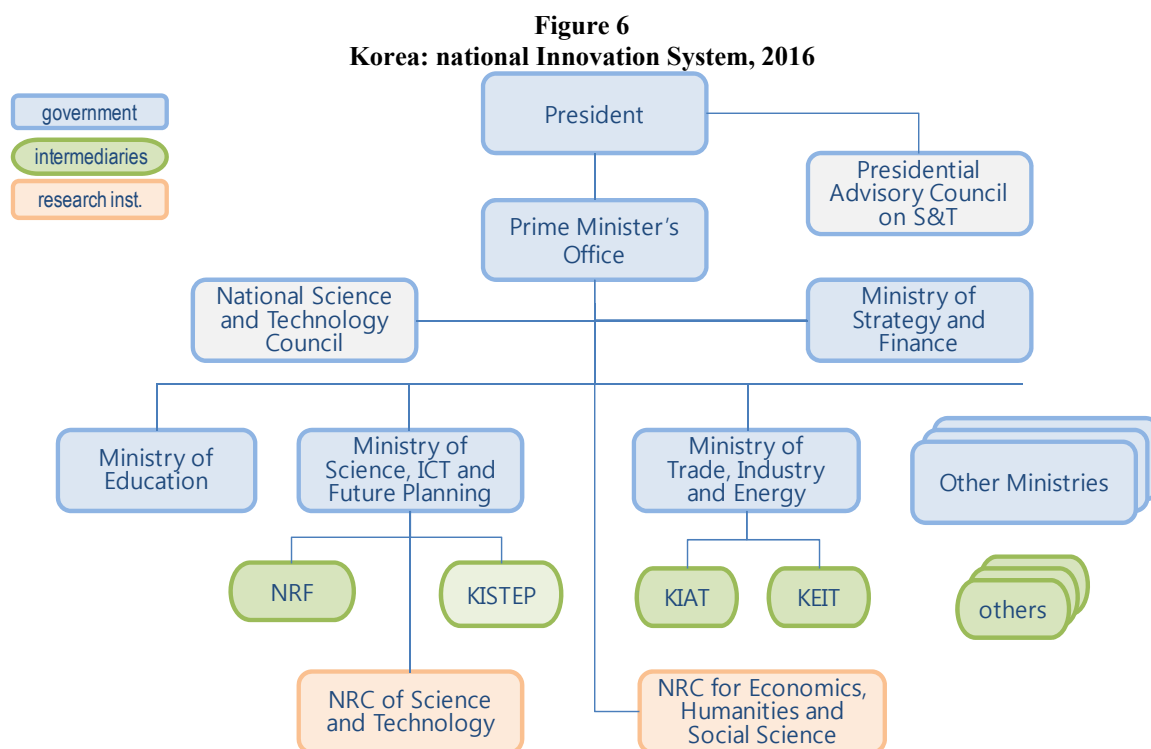 Figure 6
Korea: national Innovation System, 2016
government
intermediaries
research inst.
President
Presidential
Advisory Council
on S&T
Prime Minister's
Office
National Science
and Technology
Council
Ministry of
Strategy and
Finance
Ministry of
Education
Ministry of
Science, ICT and
Future Planning
Ministry of
Trade, Industry
and Energy
Other Ministries
NRF
KISTEP
KIAT
KEIT
others
NRC of Science
and Technology
NRC for Economics,
Humanities and
Social Science